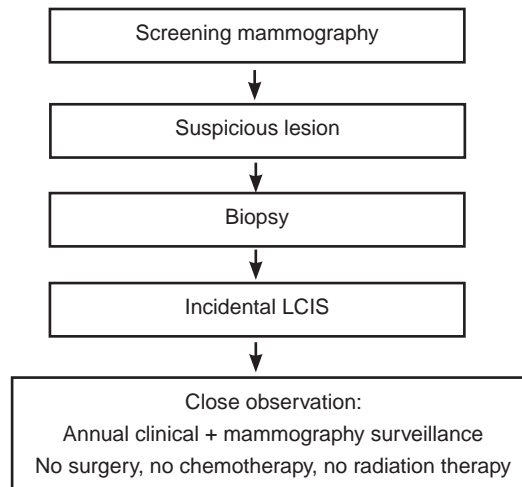 Screening mammography
Suspicious lesion
Biopsy
Incidental LCIS
Close observation:
Annual clinical + mammography surveillance
No surgery, no chemotherapy, no radiation therapy